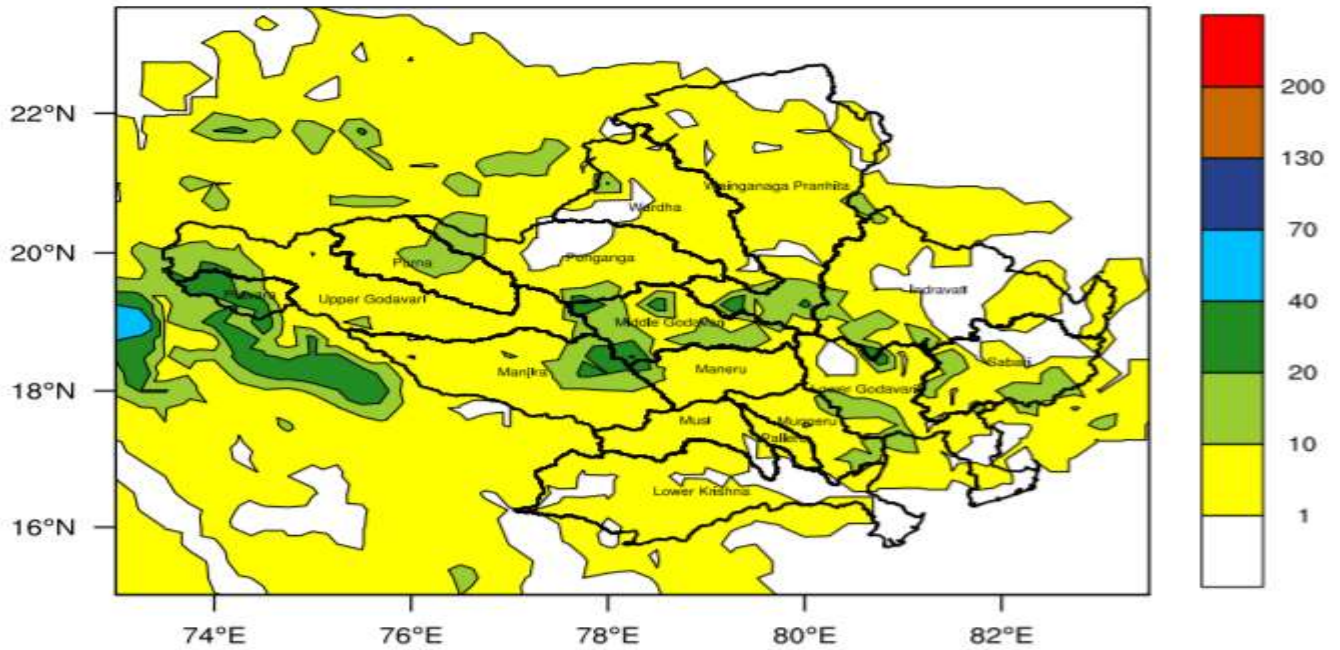 22°N
20°N
18°N
16°N
74°E
76°E
78°E
80°E
82°E
Wainganaga Pranhita
Wardha
Purna
Penganga
Upper Godavari
Middle Godavari
Indravati
Manjira
Maneru
Lower Godavari
Sabari
Musi
Munneru
Lower Krishna
200
130
70
40
20
10
1